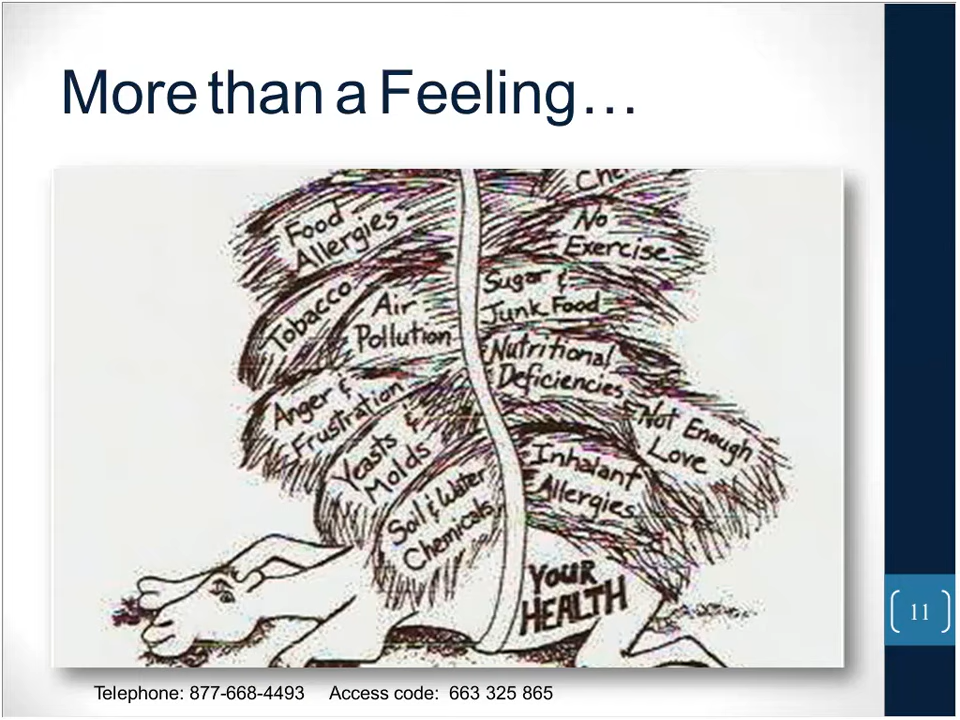 More than a Feeling…
Food
Allergies
No
Exercise
Tobacco
Air
Pollution
Sugar &
Junk Food
Nutritional
Deficiencies
Anger &
Frustration
Not Enough
Love
Yeasts &
Molds
Inhalant
Allergies
Soil & Water
Chemicals
YOUR
HEALTH
11
Telephone: 877-668-4493 Access code: 663 325 865